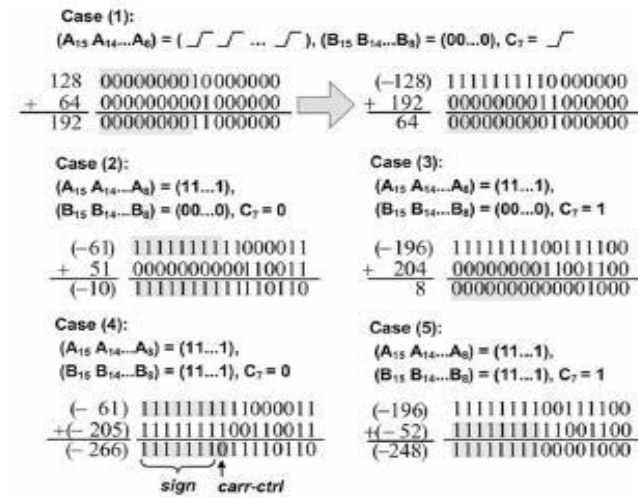 Case (1):
(A₁₅ A₁₄...A₈) = ( ... ), (B₁₅ B₁₄...B₈) = (00...0), C₇ =
128 0000000010000000
+ 64 0000000001000000
192 0000000011000000
(−128) 1111111110000000
+ 192 0000000011000000
64 0000000001000000
Case (2):
(A₁₅ A₁₄...A₈) = (11...1),
(B₁₅ B₁₄...B₈) = (00...0), C₇ = 0
(−61) 1111111111000011
+ 51 0000000000110011
(−10) 1111111111110110
Case (3):
(A₁₅ A₁₄...A₈) = (11...1),
(B₁₅ B₁₄...B₈) = (00...0), C₇ = 1
(−196) 1111111100111100
+ 204 0000000011001100
8 0000000000001000
Case (4):
(A₁₅ A₁₄...A₈) = (11...1),
(B₁₅ B₁₄...B₈) = (11...1), C₇ = 0
(− 61) 1111111111000011
+(− 205) 1111111100110011
(− 266) 1111111011110110
sign carr-ctrl
Case (5):
(A₁₅ A₁₄...A₈) = (11...1),
(B₁₅ B₁₄...B₈) = (11...1), C₇ = 1
(−196) 1111111100111100
+(− 52) 1111111111001100
(−248) 1111111100001000